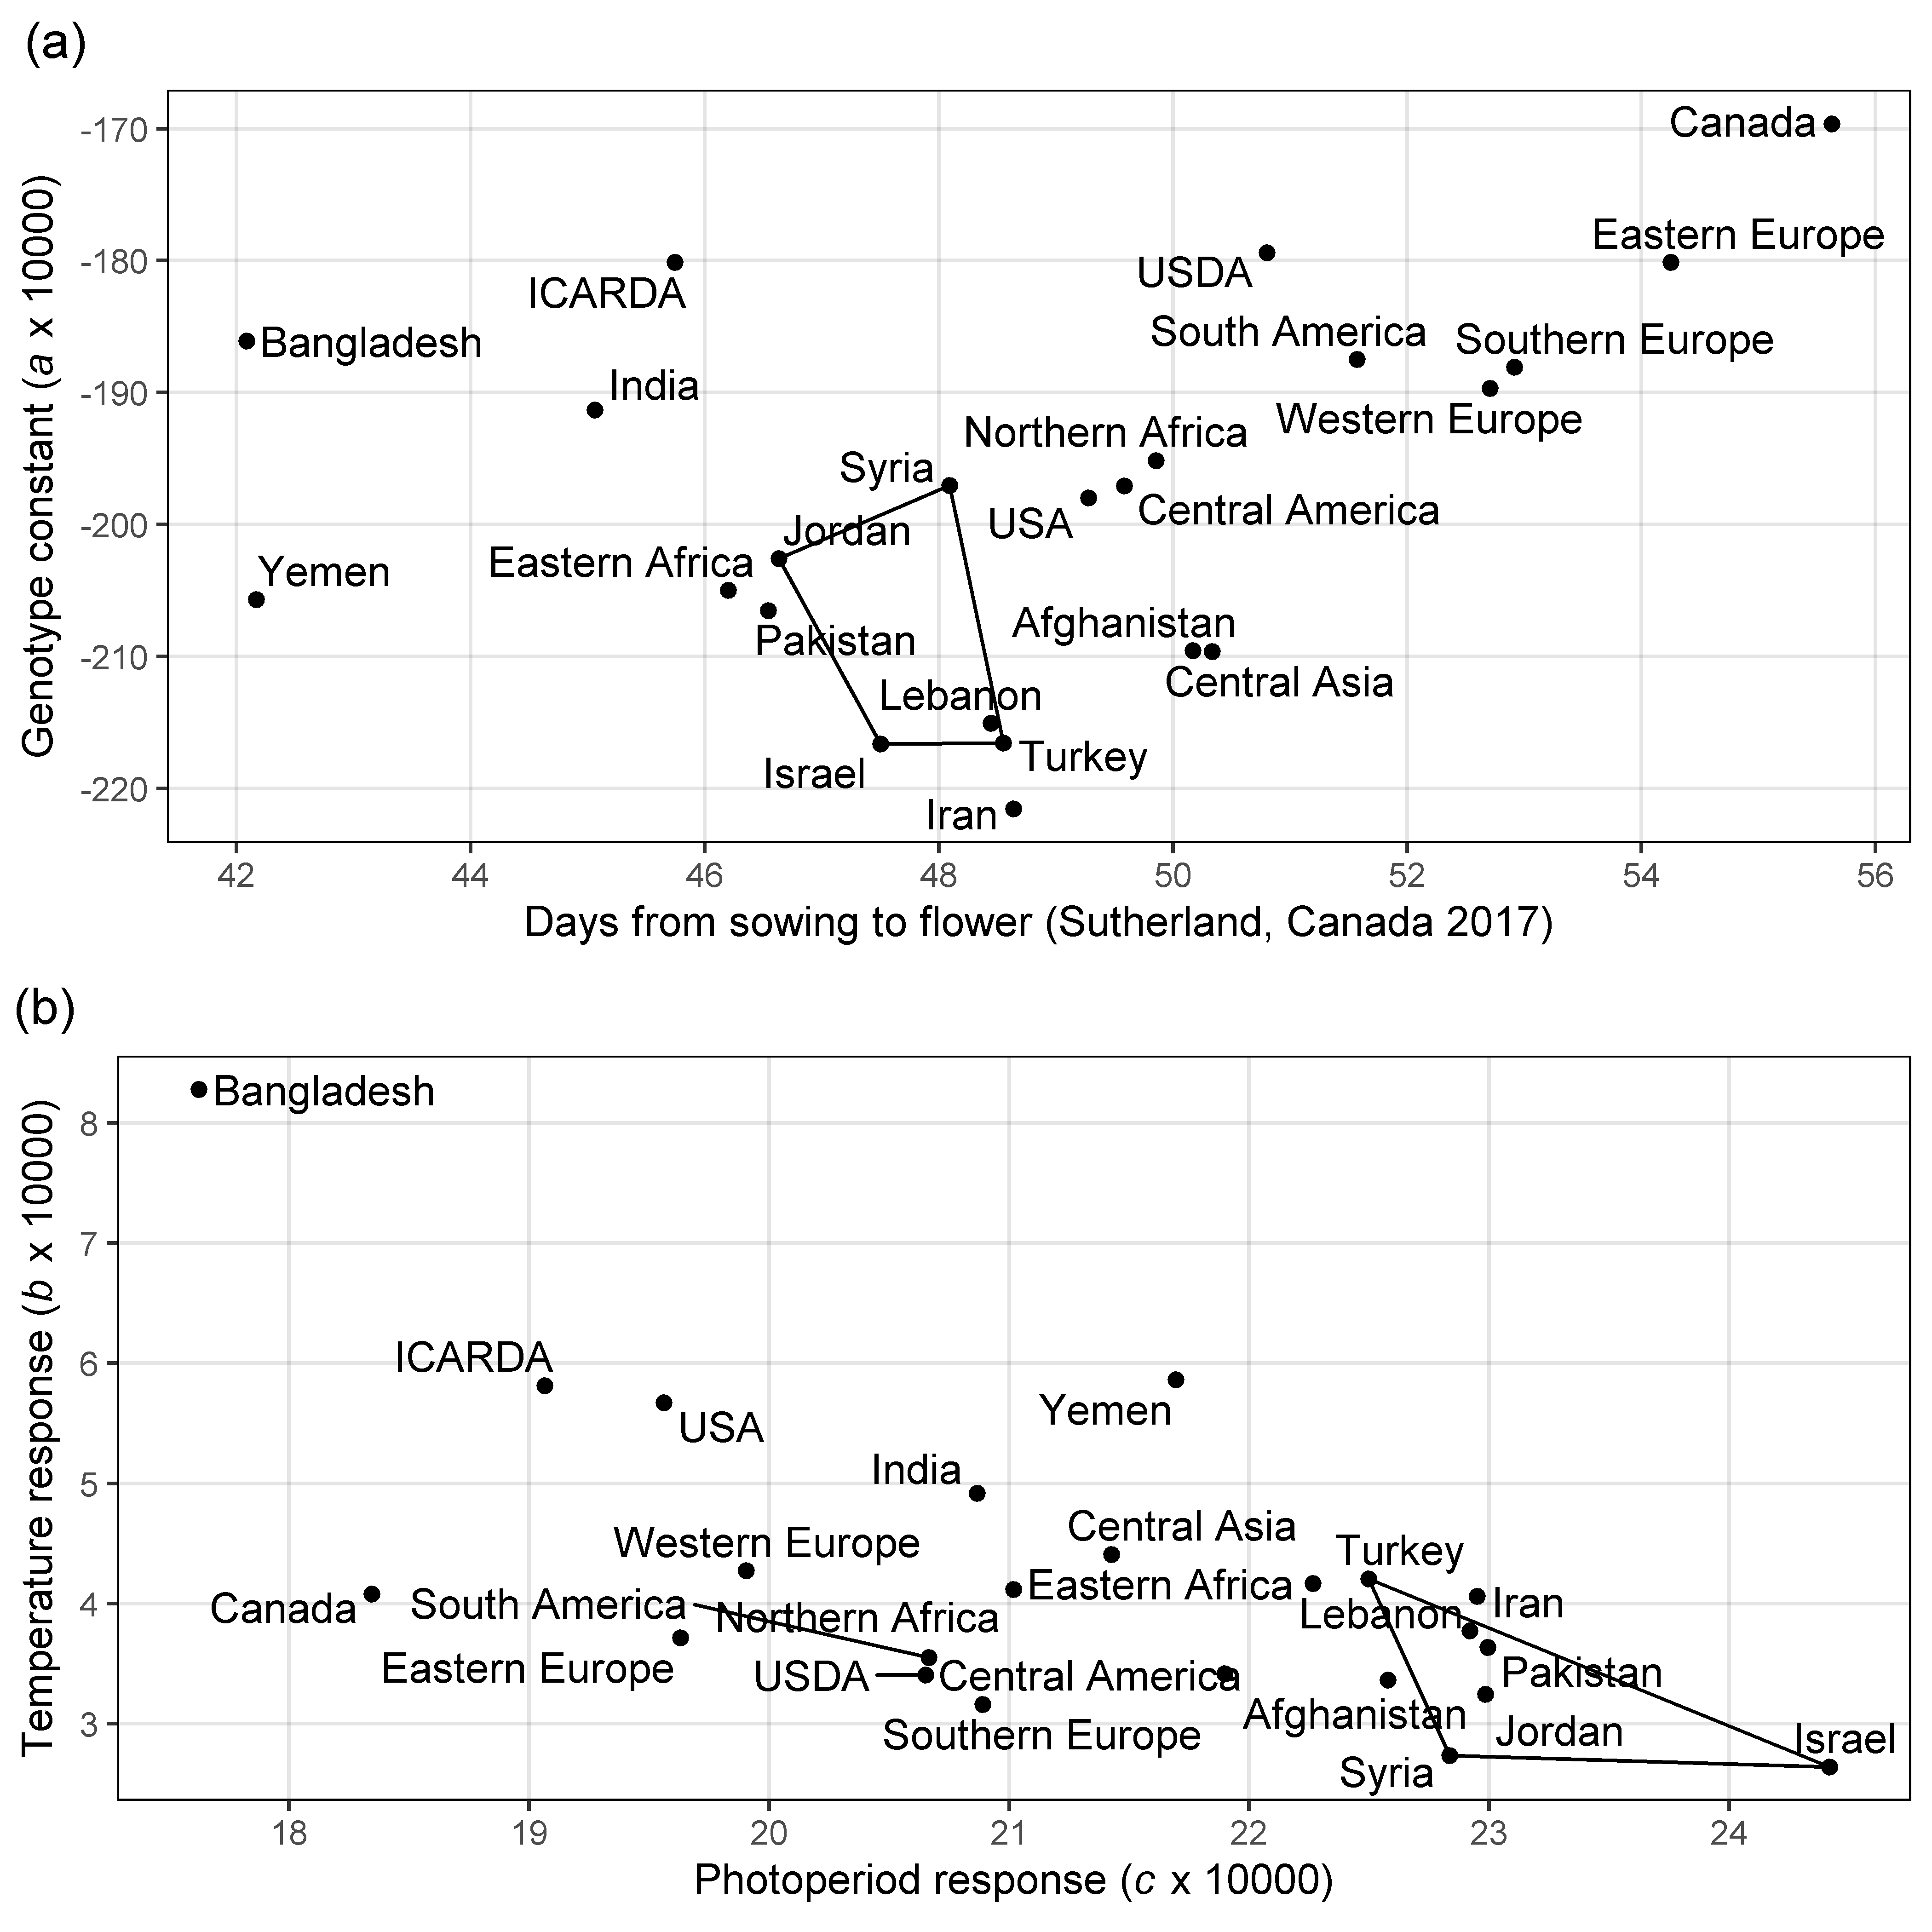 (a)
Genotype constant (a x 10000)
-170
-180
-190
-200
-210
-220
Canada
Eastern Europe
USDA
ICARDA
South America
Southern Europe
Bangladesh
India
Western Europe
Northern Africa
Syria
Central America
USA
Jordan
Eastern Africa
Yemen
Afghanistan
Pakistan
Central Asia
Lebanon
Turkey
Israel
Iran
42 44 46 48 50 52 54 56
Days from sowing to flower (Sutherland, Canada 2017)
(b)
Temperature response (b x 10000)
8
7
6
5
4
3
Bangladesh
ICARDA
Yemen
USA
India
Central Asia
Western Europe
Turkey
Eastern Africa
South America
Canada
Iran
Lebanon
Northern Africa
Eastern Europe
USDA
Central America
Pakistan
Afghanistan
Southern Europe
Jordan
Israel
Syria
18 19 20 21 22 23 24
Photoperiod response (c x 10000)